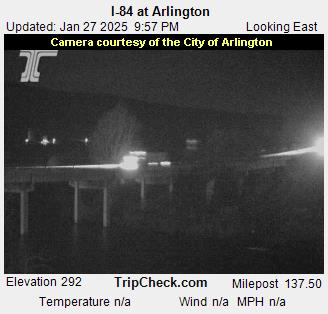 I-84 at Arlington
Updated: Jan 27 2025 9:57 PM Looking East
Camera courtesy of the City of Arlington
Elevation 292 TripCheck.com Milepost 137.50
Temperature n/a Wind n/a MPH n/a